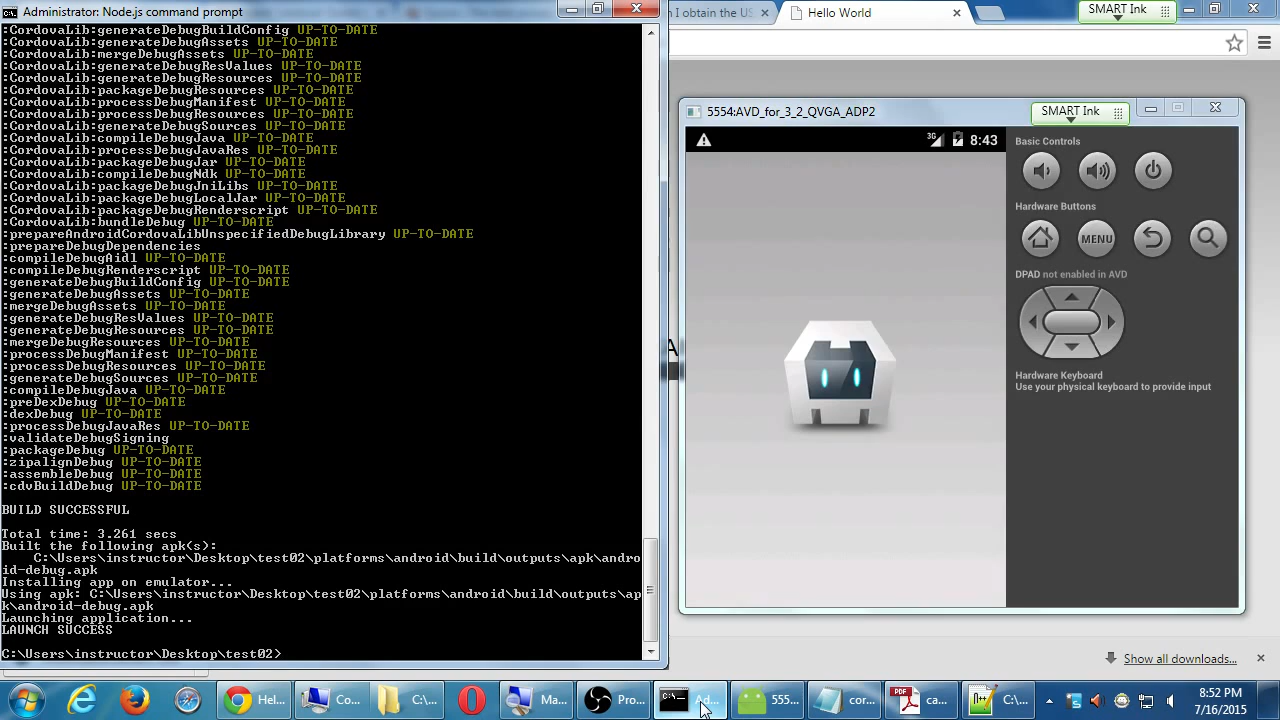 Administrator: Node.js command prompt
:CordovaLib:generateDebugBuildConfig UP-TO-DATE
:CordovaLib:generateDebugAssets UP-TO-DATE
:CordovaLib:mergeDebugAssets UP-TO-DATE
:CordovaLib:generateDebugResValues UP-TO-DATE
:CordovaLib:generateDebugResources UP-TO-DATE
:CordovaLib:packageDebugResources UP-TO-DATE
:CordovaLib:processDebugManifest UP-TO-DATE
:CordovaLib:processDebugResources UP-TO-DATE
:CordovaLib:generateDebugSources UP-TO-DATE
:CordovaLib:compileDebugJava UP-TO-DATE
:CordovaLib:processDebugJavaRes UP-TO-DATE
:CordovaLib:packageDebugJar UP-TO-DATE
:CordovaLib:compileDebugNdk UP-TO-DATE
:CordovaLib:packageDebugJniLibs UP-TO-DATE
:CordovaLib:packageDebugLocalJar UP-TO-DATE
:CordovaLib:packageDebugRenderscript UP-TO-DATE
:CordovaLib:bundleDebug UP-TO-DATE
:prepareAndroidCordovaLibUnspecifiedDebugLibrary UP-TO-DATE
:prepareDebugDependencies
:compileDebugAidl UP-TO-DATE
:compileDebugRenderscript UP-TO-DATE
:generateDebugBuildConfig UP-TO-DATE
:generateDebugAssets UP-TO-DATE
:mergeDebugAssets UP-TO-DATE
:generateDebugResValues UP-TO-DATE
:generateDebugResources UP-TO-DATE
:mergeDebugResources UP-TO-DATE
:processDebugManifest UP-TO-DATE
:processDebugResources UP-TO-DATE
:generateDebugSources UP-TO-DATE
:compileDebugJava UP-TO-DATE
:preDexDebug UP-TO-DATE
:dexDebug UP-TO-DATE
:processDebugJavaRes UP-TO-DATE
:validateDebugSigning
:packageDebug UP-TO-DATE
:zipalignDebug UP-TO-DATE
:assembleDebug UP-TO-DATE
:cdvBuildDebug UP-TO-DATE
BUILD SUCCESSFUL
Total time: 3.261 secs
Built the following apk(s):
C:\Users\instructor\Desktop\test02\platforms\android\build\outputs\apk\andro
id-debug.apk
Installing app on emulator...
Using apk: C:\Users\instructor\Desktop\test02\platforms\android\build\outputs\ap
k\android-debug.apk
Launching application...
LAUNCH SUCCESS
C:\Users\instructor\Desktop\test02>
n I obtain the US
Hello World
SMART Ink
5554:AVD_for_3_2_QVGA_ADP2
SMART Ink
3G
8:43
Basic Controls
Hardware Buttons
MENU
DPAD not enabled in AVD
Hardware Keyboard
Use your physical keyboard to provide input
Show all downloads...
Hel...
Co...
C:\...
Ma...
Pro...
Ad...
555...
cor...
PDF
ca...
C:\...
8:52 PM
7/16/2015